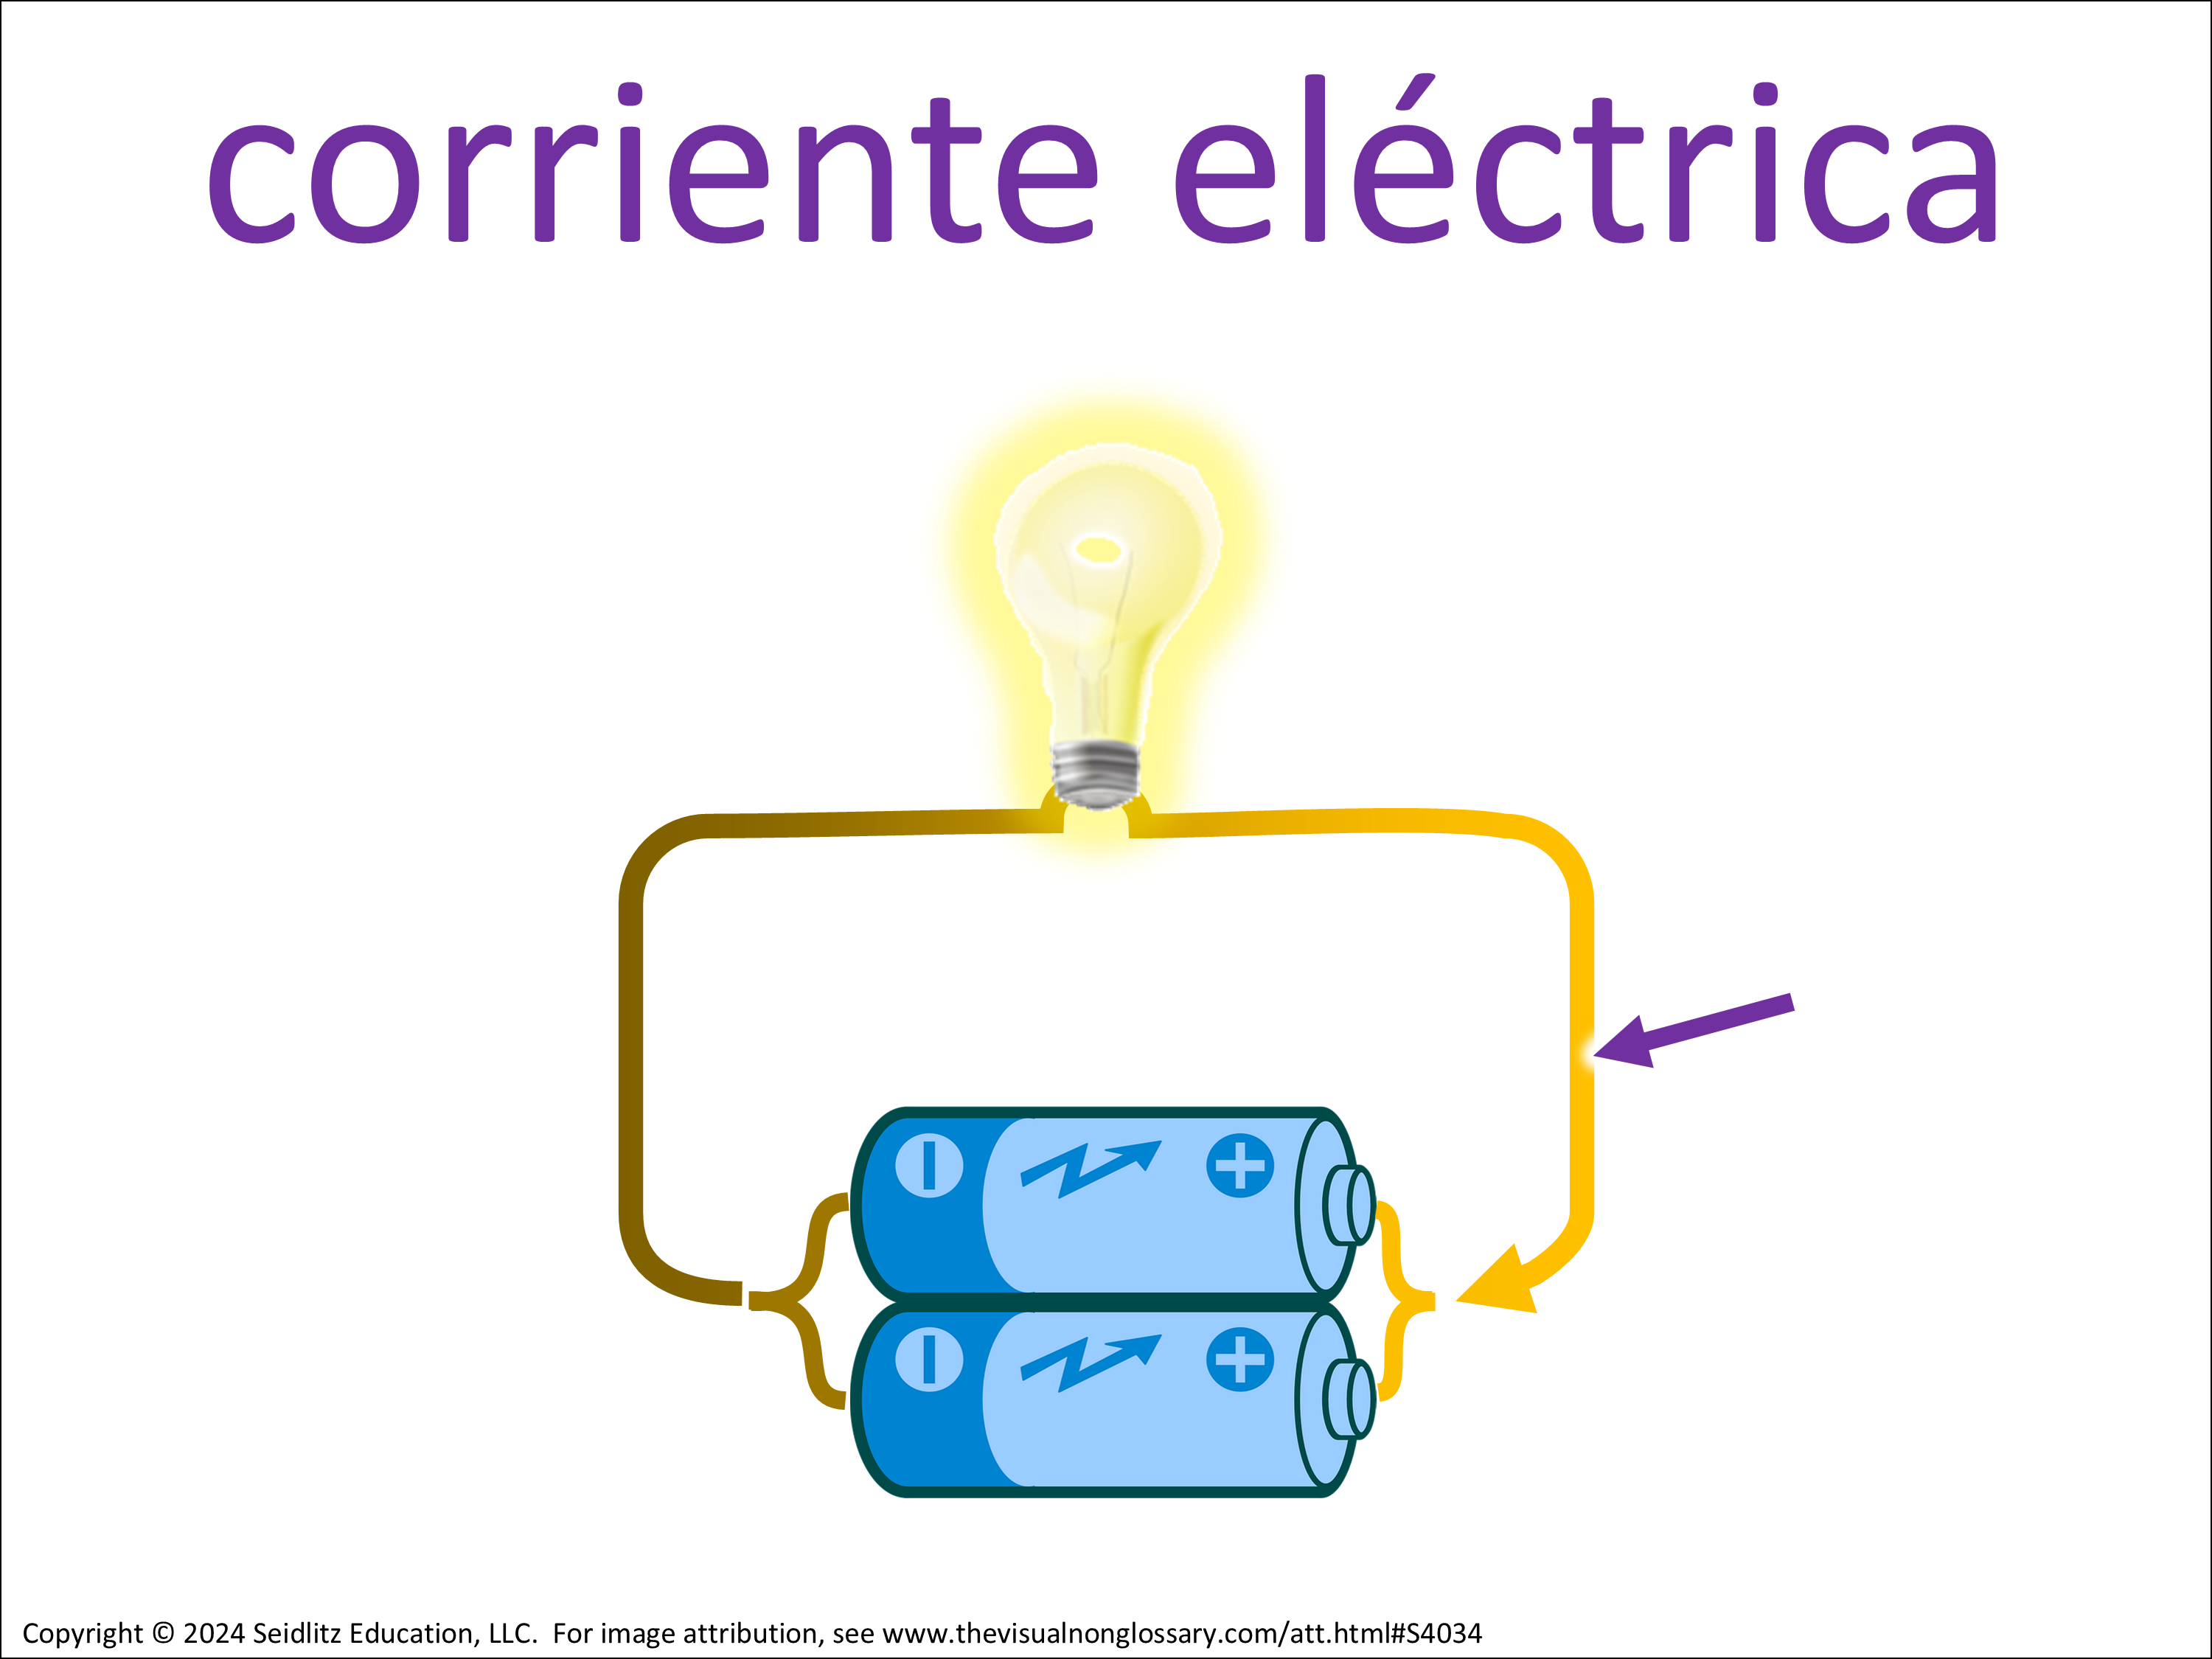 corriente eléctrica
Copyright © 2024 Seidlitz Education, LLC.  For image attribution, see www.thevisualnonglossary.com/att.html#S4034